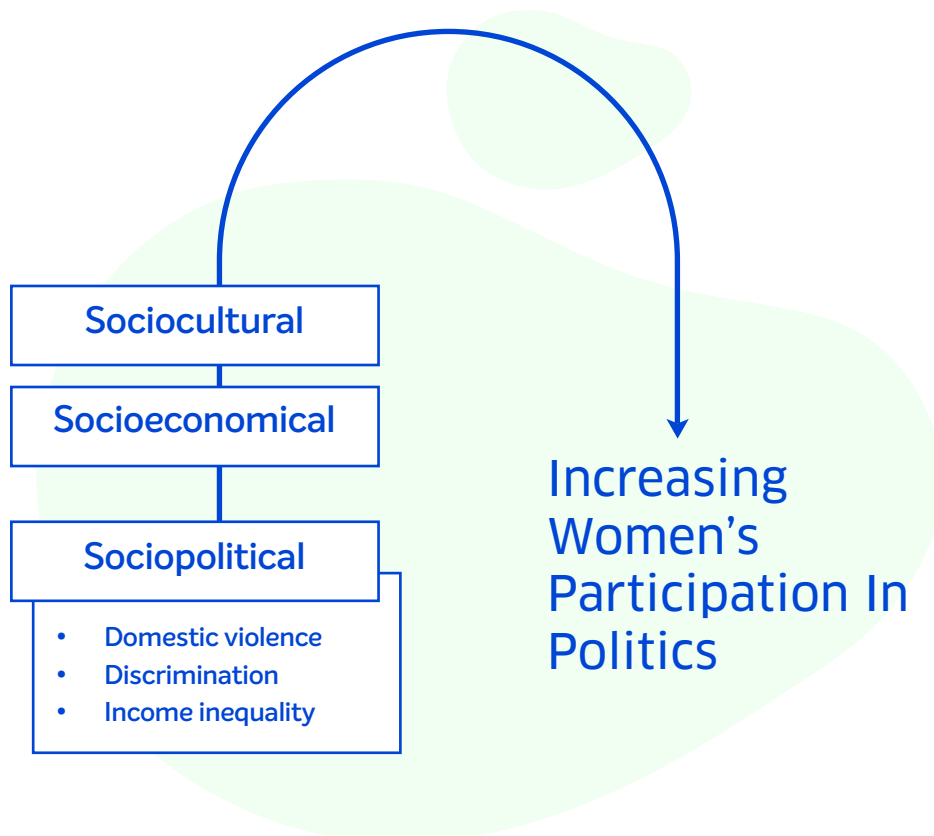 Sociocultural
Socioeconomical
Sociopolitical
• Domestic violence
• Discrimination
• Income inequality
Increasing
Women’s
Participation In
Politics